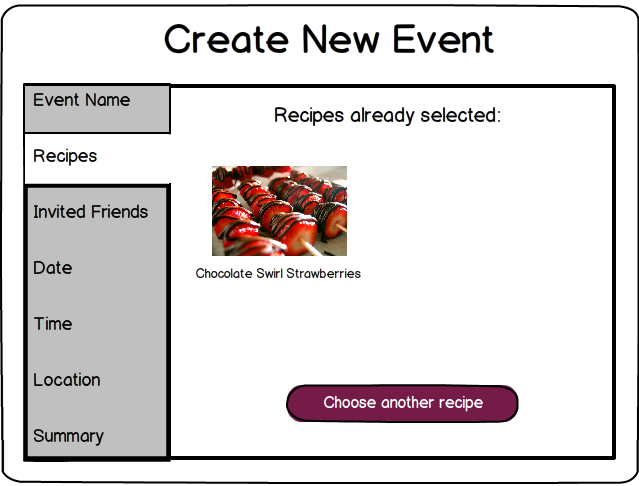 Create New Event
Event Name
Recipes
Invited Friends
Date
Time
Location
Summary
Recipes already selected:
Chocolate Swirl Strawberries
Choose another recipe